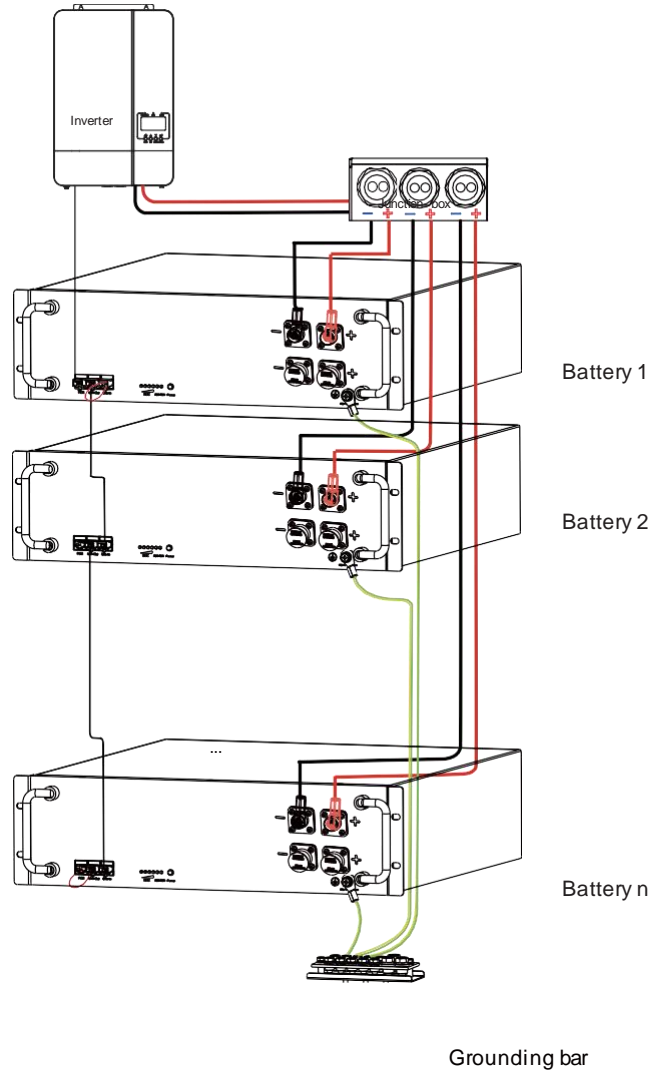 Inverter
Junction box
− + − + − +
− +
− +
Battery 1
− +
− +
Battery 2
...
− +
− +
Battery n
Grounding bar